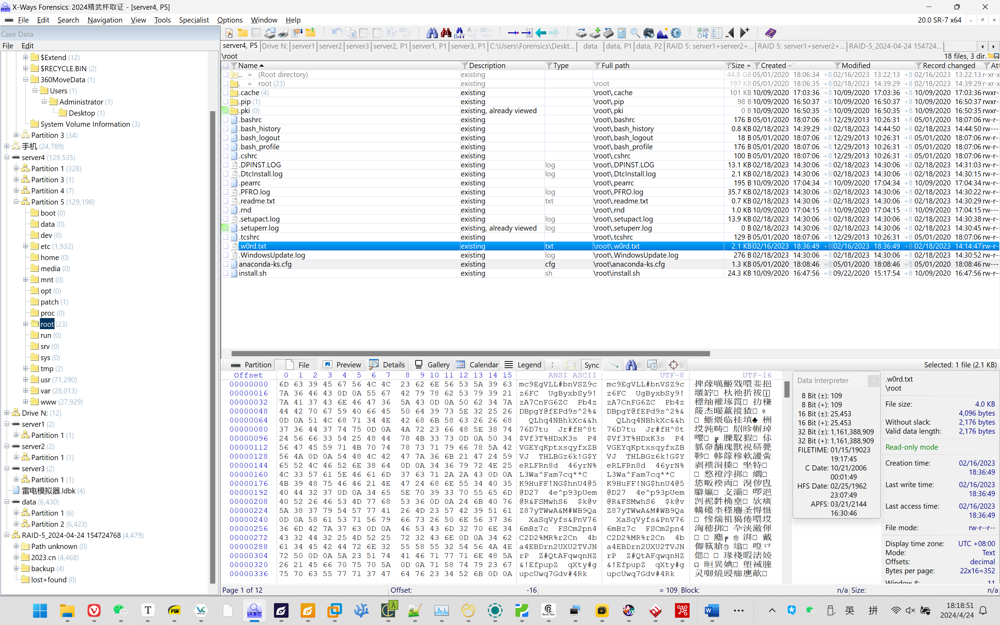 X-Ways Forensics: 2024精武杯取证 - [server4, P5]
File Edit Search Navigation View Tools Specialist Options Window Help
20.0 SR-7 x64
Case Data
File Edit
$Extend (12)
$RECYCLE.BIN (2)
360MoveData (1)
Users (1)
Administrator (1)
Desktop (1)
System Volume Information (3)
Partition 3 (34)
手机 (24,789)
server4 (129,535)
Partition 1 (328)
Partition 3 (1)
Partition 4 (7)
Partition 5 (129,198)
boot (0)
data (0)
dev (0)
etc (1,932)
home (0)
media (0)
mnt (0)
opt (0)
patch (1)
proc (0)
root (23)
run (0)
srv (0)
sys (0)
tmp (2)
usr (71,290)
var (28,013)
www (27,929)
Drive N: (12)
server1 (2)
Partition 1 (1)
server2 (2)
Partition 1 (1)
server3 (2)
Partition 1 (1)
雷电模拟器.ldbk (4)
data (6,430)
Partition 1 (6)
Partition 2 (6,423)
RAID-5_2024-04-24 154724768 (4,479)
Path unknown (0)
2023.cn (4,468)
backup (4)
lost+found (0)
server4, P5 Drive N: server1 server2 server3 server2, P1 server1, P1 server3, P1 C:\Users\Forensics\Deskt... data data, P1 data, P2 RAID 5: server1+server2+... RAID 5: server1+server2+... RAID-5_2024-04-24 154724...
\root
18 files, 3 dir.
Name Description Type Full path Size Created Modified Record changed Att
.. = (Root directory) existing 44.8 GB 05/01/2020 18:06:34 +8 02/16/2023 13:22:13 +8 02/16/2023 13:22:13 r-xr-x
. = root (23) existing \root 197 KB 05/01/2020 18:06:35 +8 02/18/2023 14:39:29 +8 02/18/2023 14:39:29 r-xr-x
.cache (4) existing \root\.cache 101 KB 10/09/2020 17:03:36 +8 10/09/2020 17:03:36 +8 10/09/2020 17:03:36 rwxr-
.pip (1) existing \root\.pip 98 B 10/09/2020 16:50:37 +8 10/09/2020 16:50:37 +8 10/09/2020 16:50:37 rwxr-
.pki (0) existing, already viewed \root\.pki 0 B 10/09/2020 16:50:35 +8 10/09/2020 16:50:35 +8 10/09/2020 16:50:35 rwxr-
.bashrc existing \root\.bashrc 176 B 05/01/2020 18:07:06 +8 12/29/2013 10:26:31 +8 05/01/2020 18:07:06 rw-r-
.bash_history existing \root\.bash_history 0.8 KB 02/18/2023 14:39:29 +8 02/18/2023 14:44:50 +8 02/18/2023 14:44:50 rw---
.bash_logout existing \root\.bash_logout 18 B 05/01/2020 18:07:06 +8 12/29/2013 10:26:31 +8 05/01/2020 18:07:06 rw-r-
.bash_profile existing \root\.bash_profile 176 B 05/01/2020 18:07:06 +8 12/29/2013 10:26:31 +8 05/01/2020 18:07:06 rw-r-
.cshrc existing \root\.cshrc 100 B 05/01/2020 18:07:06 +8 12/29/2013 10:26:31 +8 05/01/2020 18:07:06 rw-r-
.DPINST.LOG existing log \root\.DPINST.LOG 13.1 KB 02/18/2023 14:30:06 +8 02/18/2023 14:30:06 +8 02/18/2023 14:31:03 rw-r-
.DtcInstall.log existing log \root\.DtcInstall.log 2.1 KB 02/18/2023 14:30:06 +8 02/18/2023 14:30:06 +8 02/18/2023 14:30:15 rw-r-
.pearrc existing \root\.pearrc 195 B 10/09/2020 17:04:34 +8 10/09/2020 17:04:34 +8 10/09/2020 17:04:34 rw-r-
.PFRO.log existing log \root\.PFRO.log 35.7 KB 02/18/2023 14:30:06 +8 02/18/2023 14:30:06 +8 02/18/2023 14:30:22 rw-r-
.readme.txt existing txt \root\.readme.txt 0.7 KB 02/18/2023 14:30:06 +8 02/18/2023 14:30:06 +8 02/18/2023 14:30:29 rw-r-
.rnd existing \root\.rnd 1.0 KB 10/09/2020 17:04:15 +8 10/09/2020 17:04:15 +8 10/09/2020 17:04:15 rw---
.setupact.log existing log \root\.setupact.log 13.9 KB 02/18/2023 14:30:06 +8 02/18/2023 14:30:06 +8 02/18/2023 14:30:38 rw-r-
.setuperr.log existing, already viewed log \root\.setuperr.log 0 B 02/18/2023 14:30:06 +8 02/18/2023 14:30:06 +8 02/18/2023 14:30:45 rw-r-
.tcshrc existing \root\.tcshrc 129 B 05/01/2020 18:07:06 +8 12/29/2013 10:26:31 +8 05/01/2020 18:07:06 rw-r-
.w0rd.txt existing txt \root\.w0rd.txt 2.1 KB 02/16/2023 18:36:49 +8 02/16/2023 18:36:49 +8 02/18/2023 14:14:47 rw-r-
.WindowsUpdate.log existing log \root\.WindowsUpdate.log 276 B 02/18/2023 14:30:06 +8 02/18/2023 14:30:06 +8 02/18/2023 14:30:52 rw-r-
anaconda-ks.cfg existing cfg \root\anaconda-ks.cfg 1.3 KB 05/01/2020 18:08:46 +8 05/01/2020 18:08:46 +8 05/01/2020 18:08:46 rw---
install.sh existing sh \root\install.sh 24.3 KB 10/09/2020 16:47:56 +8 09/22/2020 15:17:54 +8 10/09/2020 16:47:56 rw-r-
Partition File Preview Details Gallery Calendar Legend Sync
Selected: 1 file (2.1 KB)
Offset 0 1 2 3 4 5 6 7 8 9 10 11 12 13 14 15 ANSI ASCII UTF-8 UTF-16
00000000 6D 63 39 45 67 56 4C 4C 23 62 6E 56 53 5A 39 63 mc9EgVLL#bnVSZ9c mc9EgVLL#bnVSZ9c
00000016 7A 36 46 43 0D 0A 55 67 42 79 78 62 53 79 39 21 z6FC UgByxbSy9! z6FC UgByxbSy9!
00000032 7A 41 37 43 6E 46 47 36 5A 43 0D 0A 50 62 34 7A zA7CnFG6ZC Pb4z zA7CnFG6ZC Pb4z
00000048 44 42 70 67 59 40 66 45 50 64 39 73 5E 32 25 26 DBpgY@fEPd9s^2%& DBpgY@fEPd9s^2%&
00000064 0D 0A 51 4C 68 71 34 4E 42 68 6B 58 63 26 26 68 QLhq4NBhkXc&&h QLhq4NBhkXc&&h
00000080 37 36 44 37 74 75 0D 0A 4A 72 23 66 48 5E 38 74 76D7tu Jr#fH^8t 76D7tu Jr#fH^8t
00000096 24 56 66 33 54 25 48 44 78 4B 33 73 0D 0A 50 34 $Vf3T%HDxK3s P4 $Vf3T%HDxK3s P4
00000112 56 47 45 59 71 4B 70 74 78 73 71 79 66 78 5A 42 VGEYqKptxsqyfxZB VGEYqKptxsqyfxZB
00000128 56 4A 0D 0A 54 48 4C 42 47 7A 36 6B 21 47 24 59 VJ THLBGz6k!G$Y VJ THLBGz6k!G$Y
00000144 65 52 4C 46 52 6E 38 64 0D 0A 34 36 79 72 4E 25 eRLFRn8d 46yrN% eRLFRn8d 46yrN%
00000160 4C 33 57 61 5E 46 61 6D 37 63 71 2A 2A 43 0D 0A L3Wa^Fam7cq**C L3Wa^Fam7cq**C
00000176 4B 39 48 75 46 46 21 4E 47 24 68 6E 55 34 40 35 K9HuFF!NG$hnU4@5 K9HuFF!NG$hnU4@5
00000192 40 44 32 37 0D 0A 34 65 5E 70 39 33 70 55 65 6D @D27 4e^p93pUem @D27 4e^p93pUem
00000208 40 52 26 46 53 4D 77 68 53 36 0D 0A 24 6B 40 76 @R&FSMwhS6 $k@v @R&FSMwhS6 $k@v
00000224 5A 38 37 79 54 57 77 41 26 4D 23 57 42 39 51 61 Z87yTWwA&M#WB9Qa Z87yTWwA&M#WB9Qa
00000240 0D 0A 58 61 53 71 56 79 66 73 26 50 6E 56 37 36 XaSqVyfs&PnV76 XaSqVyfs&PnV76
00000256 36 6D 42 7A 37 63 0D 0A 46 53 43 6D 32 70 6E 34 6mBz7c FSCm2pn4 6mBz7c FSCm2pn4
00000272 43 32 44 32 25 4D 52 25 72 32 43 6E 0D 0A 34 62 C2D2%MR%r2Cn 4b C2D2%MR%r2Cn 4b
00000288 61 34 45 42 44 72 6E 32 55 58 55 32 54 56 4A 4E a4EBDrn2UXU2TVJN a4EBDrn2UXU2TVJN
00000304 72 50 0D 0A 5A 23 51 74 41 46 71 77 71 6E 48 5A rP Z#QtAFqwqnHZ rP Z#QtAFqwqnHZ
00000320 26 21 45 66 70 75 70 5A 0D 0A 71 58 74 79 23 67 &!EfpupZ qXty#g &!EfpupZ qXty#g
00000336 75 70 63 55 77 71 37 47 64 76 23 34 52 6B 0D 0A upcUwq7Gdv#4Rk upcUwq7Gdv#4Rk
Data Interpreter
8 Bit (±): 109
8 Bit (+): 109
16 Bit (±): 25,453
16 Bit (+): 25,453
32 Bit (±): 1,161,388,909
32 Bit (+): 1,161,388,909
FILETIME: 01/15/19023
19:17:45
C Date: 10/21/2006
00:01:49
HFS Date: 02/25/1962
23:07:49
APFS: 03/21/2144
16:30:46
.w0rd.txt
\root
File size: 4.0 KB
4,096 bytes
Without slack: 2,176 bytes
Valid data length: 2,176 bytes
Read-only mode
Creation time: 02/16/2023
18:36:49
Last write time: 02/16/2023
18:36:49
Last access time: 02/16/2023
18:36:49
File mode: rw-r--r--
Display time zone: UTC +08:00
Mode: Text
Offsets: decimal
Bytes per page: 22x16=352
Window #: 11
Page 1 of 12 Offset: -16 = 109 Block: n/a Size: n/a
英 拼
18:18:51
2024/4/24